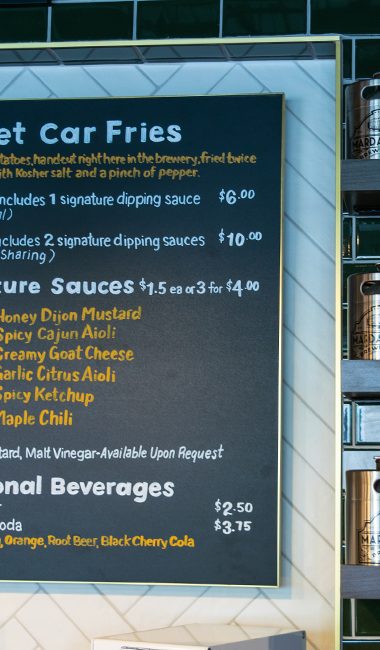 et Car Fries
tatoes, handcut right here in the brewery, fried twice
ith Kosher salt and a pinch of pepper.
ncludes 1 signature dipping sauce $6.00
al)
cludes 2 signature dipping sauces $10.00
Sharing)
ture Sauces $1.5 ea or 3 for $4.00
Honey Dijon Mustard
Spicy Cajun Aioli
Creamy Goat Cheese
Garlic Citrus Aioli
Spicy Ketchup
Maple Chili
tard, Malt Vinegar-Available Upon Request
onal Beverages
$2.50
oda $3.75
, Orange, Root Beer, Black Cherry Cola